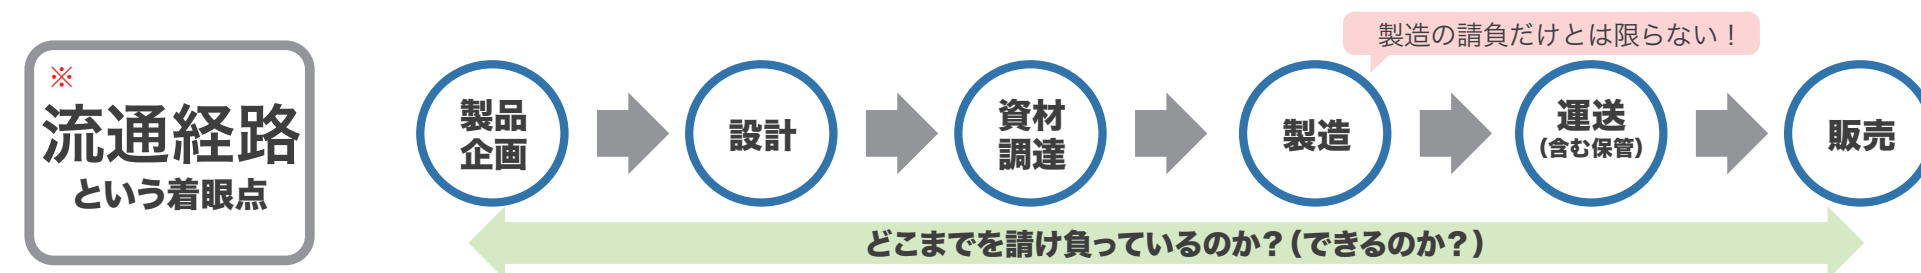 ※
流通経路
という着眼点
製造の請負だけとは限らない！
製品
企画
設計
資材
調達
製造
運送
(含む保管)
販売
どこまでを請け負っているのか？(できるのか？)